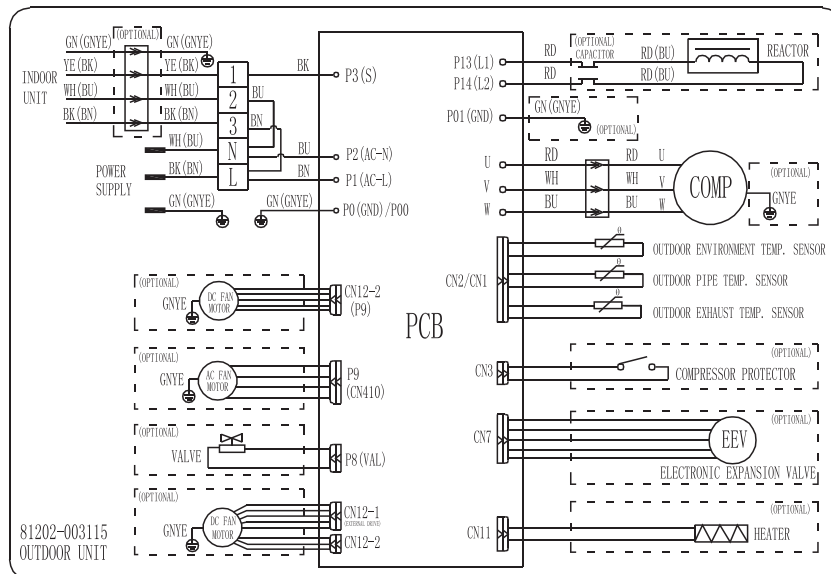 (OPTIONAL)
GN(GNYE) GN(GNYE)
YE(BK) YE(BK)
INDOOR
UNIT
WH(BU) WH(BU)
BK(BN) BK(BN)
1
2
3
N
L
BK
BU
BN
BU
BN
WH(BU)
BK(BN)
POWER
SUPPLY
GN(GNYE) GN(GNYE)
P3(S)
P2(AC-N)
P1(AC-L)
P0(GND)/P00
(OPTIONAL)
GNYE
DC FAN
MOTOR
CN12-2
(P9)
(OPTIONAL)
GNYE
AC FAN
MOTOR
P9
(CN410)
(OPTIONAL)
VALVE
P8(VAL)
(OPTIONAL)
GNYE
DC FAN
MOTOR
CN12-1
(EXTERNAL DRIVE)
CN12-2
81202-003115
OUTDOOR UNIT
PCB
P13(L1)
P14(L2)
RD
RD
(OPTIONAL)
CAPACITOR
RD(BU)
RD(BU)
REACTOR
P01(GND)
GN(GNYE)
(OPTIONAL)
U RD RD U
V WH WH V
W BU BU W
COMP
(OPTIONAL)
GNYE
CN2/CN1
θ
OUTDOOR ENVIRONMENT TEMP. SENSOR
θ
OUTDOOR PIPE TEMP. SENSOR
θ
OUTDOOR EXHAUST TEMP. SENSOR
CN3
(OPTIONAL)
COMPRESSOR PROTECTOR
CN7
(OPTIONAL)
EEV
ELECTRONIC EXPANSION VALVE
CN11
(OPTIONAL)
HEATER